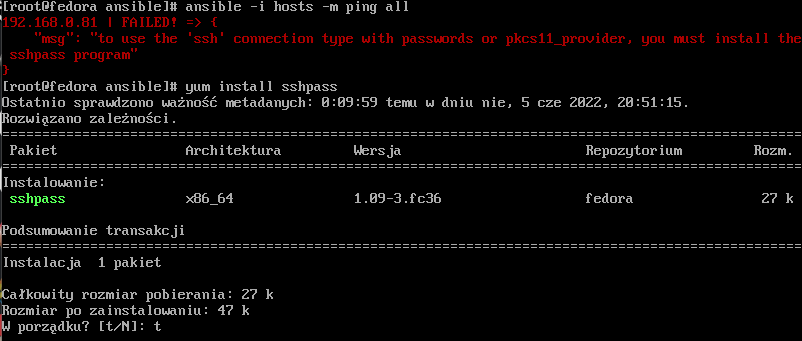 [root@fedora ansible]# ansible -i hosts -m ping all
192.168.0.81 | FAILED! => {
    "msg": "to use the 'ssh' connection type with passwords or pkcs11_provider, you must install the
 sshpass program"
}
[root@fedora ansible]# yum install sshpass
Ostatnio sprawdzono ważność metadanych: 0:09:59 temu w dniu nie, 5 cze 2022, 20:51:15.
Rozwiązano zależności.
================================================================================
 Pakiet Architektura Wersja Repozytorium Rozm.
================================================================================
Instalowanie:
 sshpass x86_64 1.09-3.fc36 fedora 27 k

Podsumowanie transakcji
================================================================================
Instalacja  1 pakiet

Całkowity rozmiar pobierania: 27 k
Rozmiar po zainstalowaniu: 47 k
W porządku? [t/N]: t